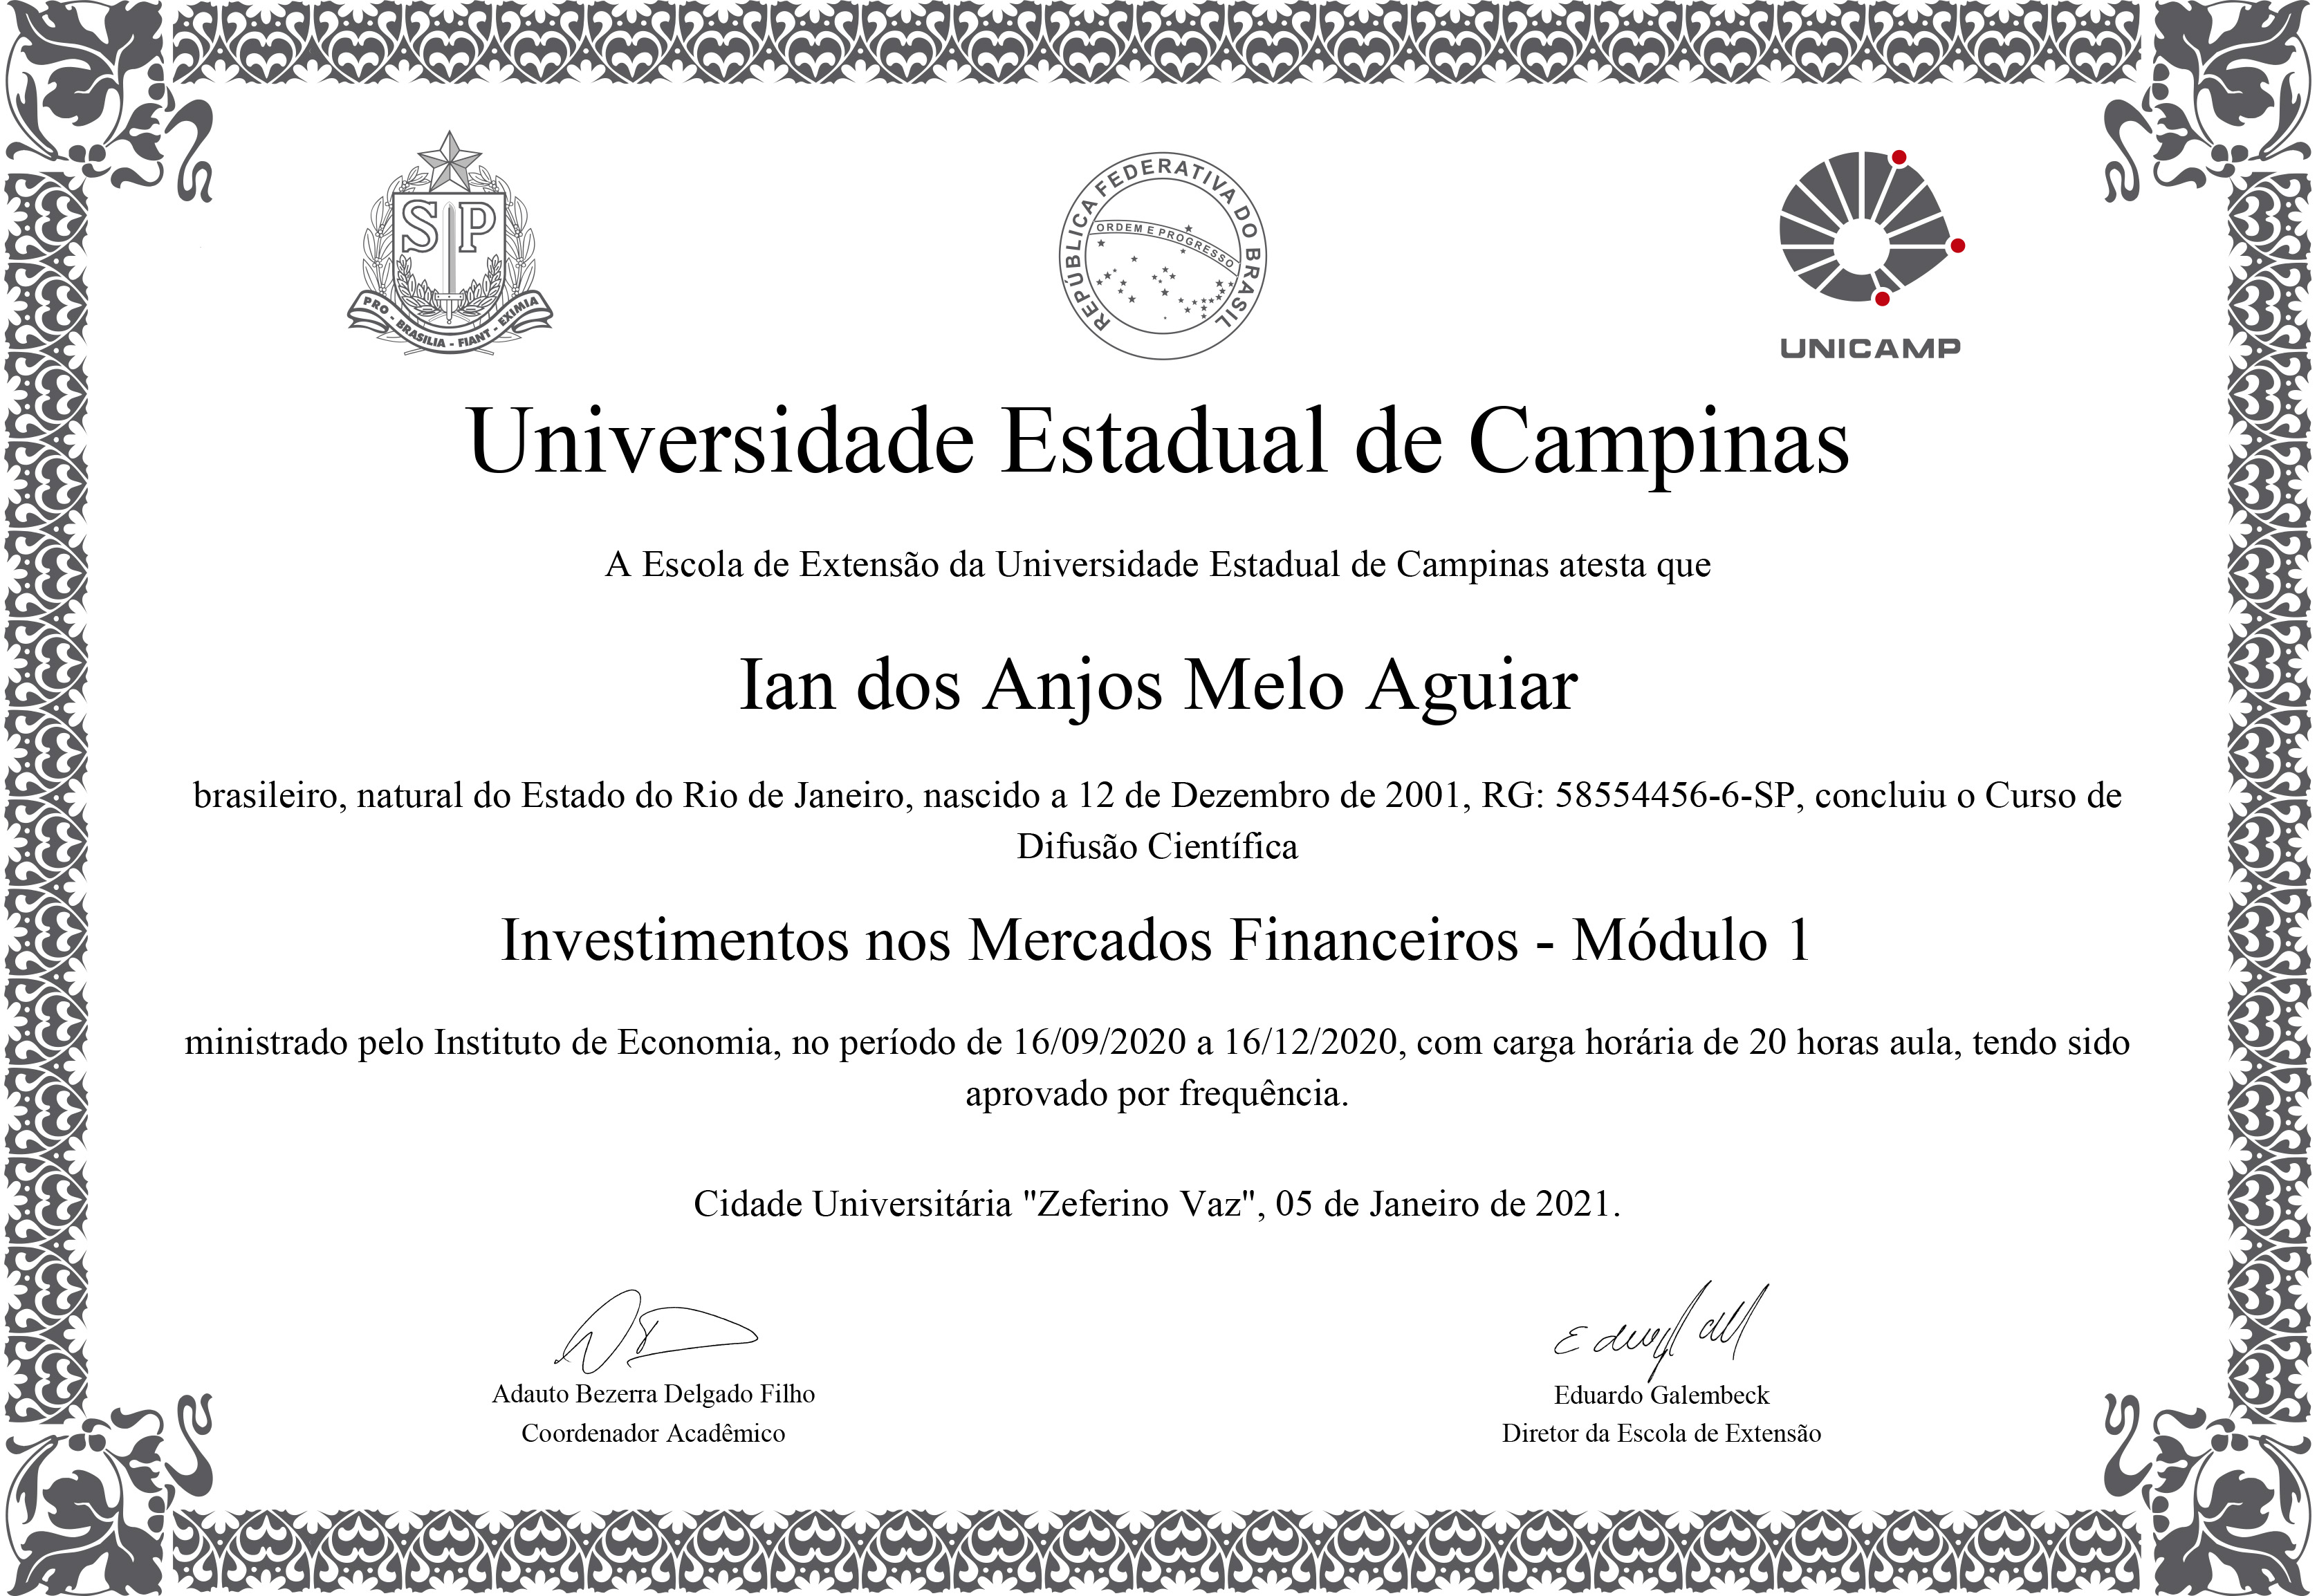 SP
PRO - BRASILIA - FIANT - EXIMIA
REPÚBLICA FEDERATIVA DO BRASIL
ORDEM E PROGRESSO
UNICAMP
Universidade Estadual de Campinas
A Escola de Extensão da Universidade Estadual de Campinas atesta que
Ian dos Anjos Melo Aguiar
brasileiro, natural do Estado do Rio de Janeiro, nascido a 12 de Dezembro de 2001, RG: 58554456-6-SP, concluiu o Curso de
Difusão Científica
Investimentos nos Mercados Financeiros - Módulo 1
ministrado pelo Instituto de Economia, no período de 16/09/2020 a 16/12/2020, com carga horária de 20 horas aula, tendo sido
aprovado por frequência.
Cidade Universitária "Zeferino Vaz", 05 de Janeiro de 2021.
Adauto Bezerra Delgado Filho
Coordenador Acadêmico
Eduardo Galembeck
Diretor da Escola de Extensão